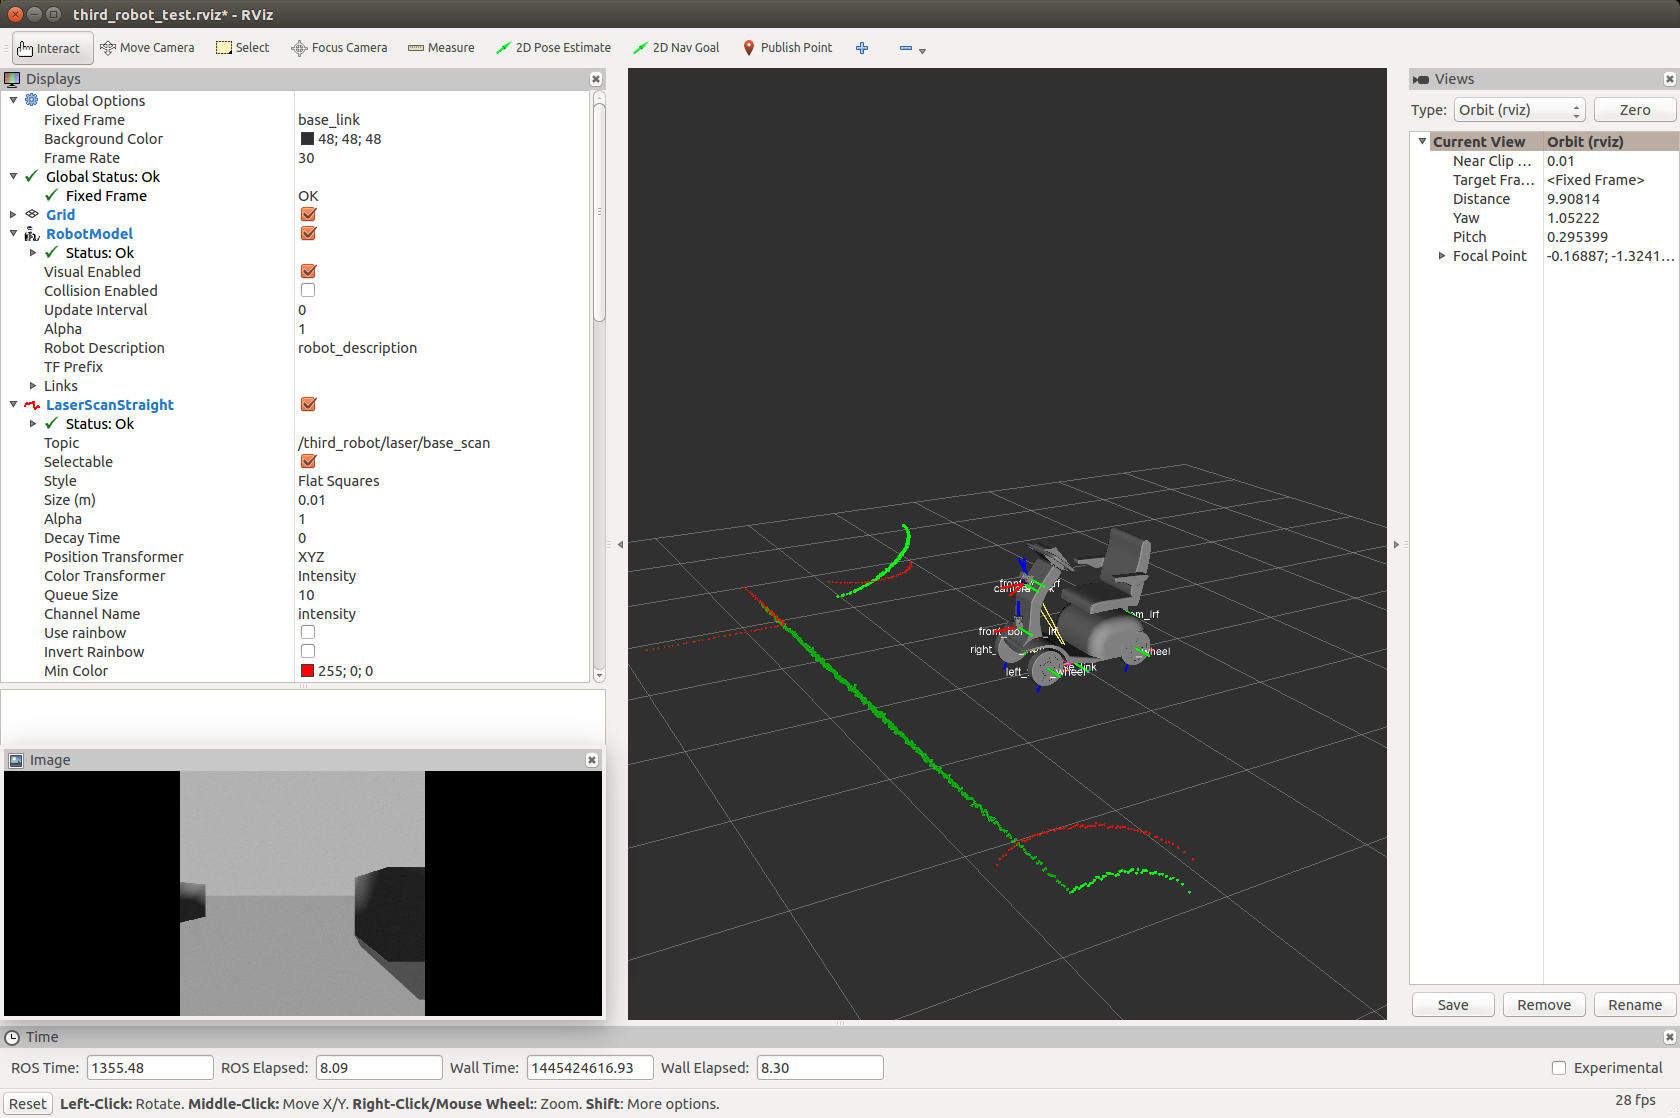 third_robot_test.rviz* - RViz
Interact Move Camera Select Focus Camera Measure 2D Pose Estimate 2D Nav Goal Publish Point
Displays
Global Options
Fixed Frame base_link
Background Color 48; 48; 48
Frame Rate 30
Global Status: Ok
Fixed Frame OK
Grid
RobotModel
Status: Ok
Visual Enabled
Collision Enabled
Update Interval 0
Alpha 1
Robot Description robot_description
TF Prefix
Links
LaserScanStraight
Status: Ok
Topic /third_robot/laser/base_scan
Selectable
Style Flat Squares
Size (m) 0.01
Alpha 1
Decay Time 0
Position Transformer XYZ
Color Transformer Intensity
Queue Size 10
Channel Name intensity
Use rainbow
Invert Rainbow
Min Color 255; 0; 0
Image
right_
left_
_wheel
_wheel
Views
Type: Orbit (rviz) Zero
Current View Orbit (rviz)
Near Clip ... 0.01
Target Fra... <Fixed Frame>
Distance 9.90814
Yaw 1.05222
Pitch 0.295399
Focal Point -0.16887; -1.3241...
Save Remove Rename
Time
ROS Time: 1355.48 ROS Elapsed: 8.09 Wall Time: 1445424616.93 Wall Elapsed: 8.30 Experimental
Reset Left-Click: Rotate. Middle-Click: Move X/Y. Right-Click/Mouse Wheel:: Zoom. Shift: More options. 28 fps